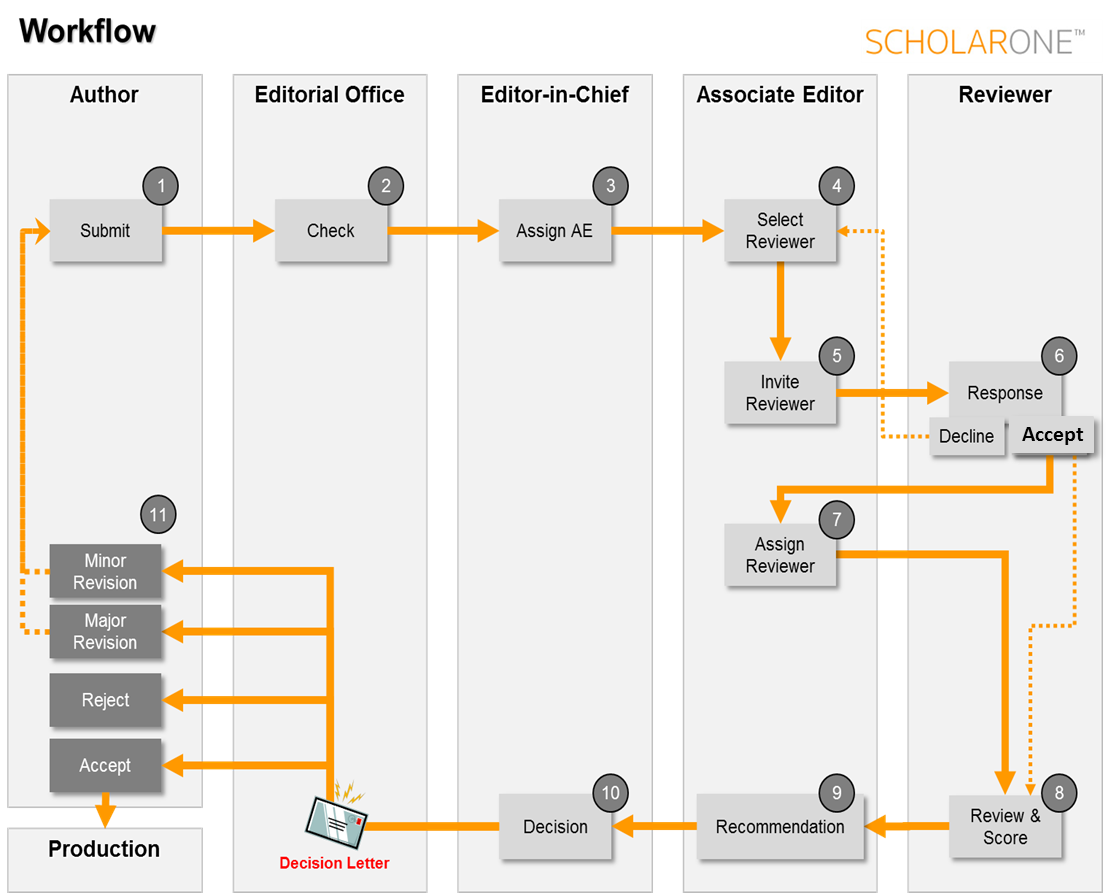 Workflow
SCHOLARONE™
Author
Editorial Office
Editor-in-Chief
Associate Editor
Reviewer
1
Submit
2
Check
3
Assign AE
4
Select
Reviewer
5
Invite
Reviewer
6
Response
Decline
Accept
7
Assign
Reviewer
8
Review &
Score
9
Recommendation
10
Decision
Decision Letter
11
Minor
Revision
Major
Revision
Reject
Accept
Production